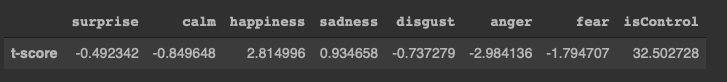 surprise calm happiness sadness disgust anger fear isControl
t-score -0.492342 -0.849648 2.814996 0.934658 -0.737279 -2.984136 -1.794707 32.502728